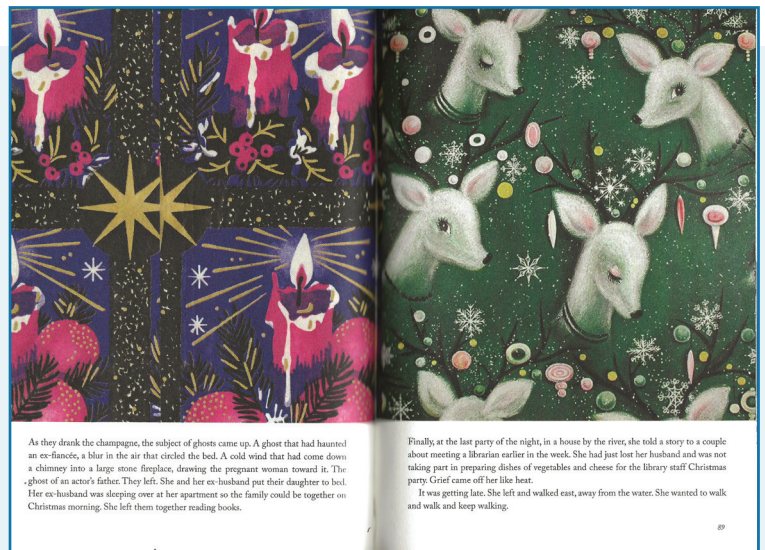 As they drank the champagne, the subject of ghosts came up. A ghost that had haunted
an ex-fiancée, a blur in the air that circled the bed. A cold wind that had come down
a chimney into a large stone fireplace, drawing the pregnant woman toward it. The
ghost of an actor's father. They left. She and her ex-husband put their daughter to bed.
Her ex-husband was sleeping over at her apartment so the family could be together on
Christmas morning. She left them together reading books.
Finally, at the last party of the night, in a house by the river, she told a story to a couple
about meeting a librarian earlier in the week. She had just lost her husband and was not
taking part in preparing dishes of vegetables and cheese for the library staff Christmas
party. Grief came off her like heat.
It was getting late. She left and walked east, away from the water. She wanted to walk
and walk and keep walking.
89